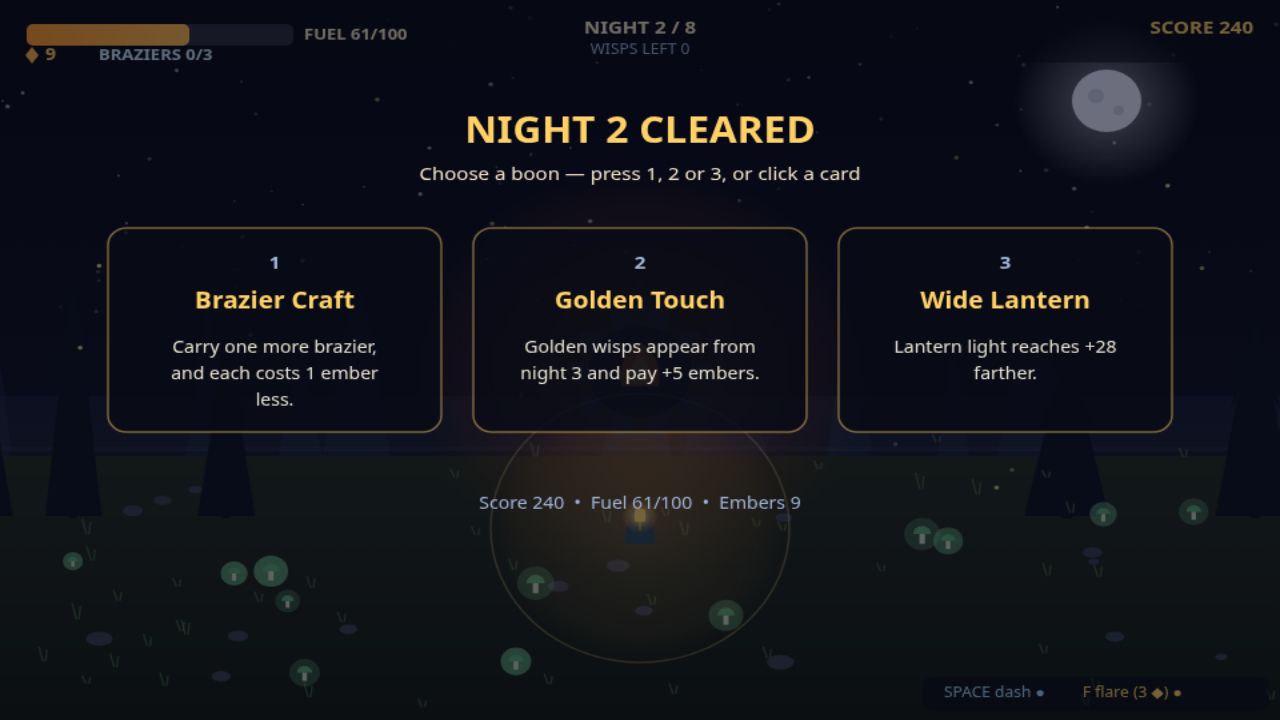 FUEL 61/100
NIGHT 2 / 8
SCORE 240
◆ 9 BRAZIERS 0/3
WISPS LEFT 0
NIGHT 2 CLEARED
Choose a boon — press 1, 2 or 3, or click a card
1
Brazier Craft
Carry one more brazier,
and each costs 1 ember
less.
2
Golden Touch
Golden wisps appear from
night 3 and pay +5 embers.
3
Wide Lantern
Lantern light reaches +28
farther.
Score 240 • Fuel 61/100 • Embers 9
SPACE dash ● F flare (3 ◆) ●